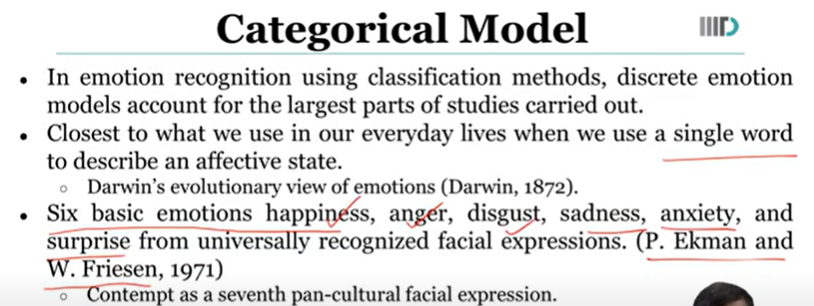 Categorical Model
IIITD
• In emotion recognition using classification methods, discrete emotion
models account for the largest parts of studies carried out.
• Closest to what we use in our everyday lives when we use a single word
to describe an affective state.
○ Darwin's evolutionary view of emotions (Darwin, 1872).
• Six basic emotions happiness, anger, disgust, sadness, anxiety, and
surprise from universally recognized facial expressions. (P. Ekman and
W. Friesen, 1971)
○ Contempt as a seventh pan-cultural facial expression.